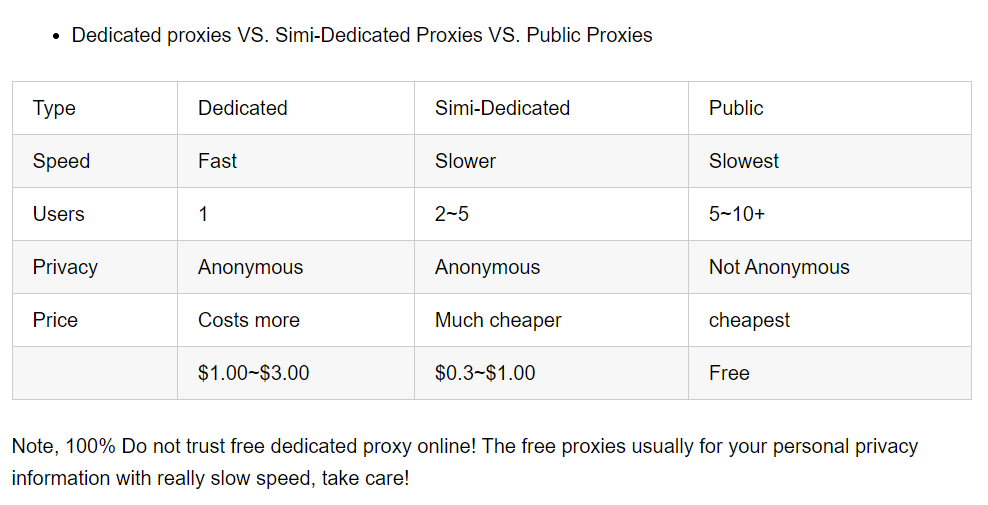 Dedicated proxies VS. Simi-Dedicated Proxies VS. Public Proxies
Type Dedicated Simi-Dedicated Public
Speed Fast Slower Slowest
Users 1 2~5 5~10+
Privacy Anonymous Anonymous Not Anonymous
Price Costs more Much cheaper cheapest
$1.00~$3.00 $0.3~$1.00 Free
Note, 100% Do not trust free dedicated proxy online! The free proxies usually for your personal privacy
information with really slow speed, take care!